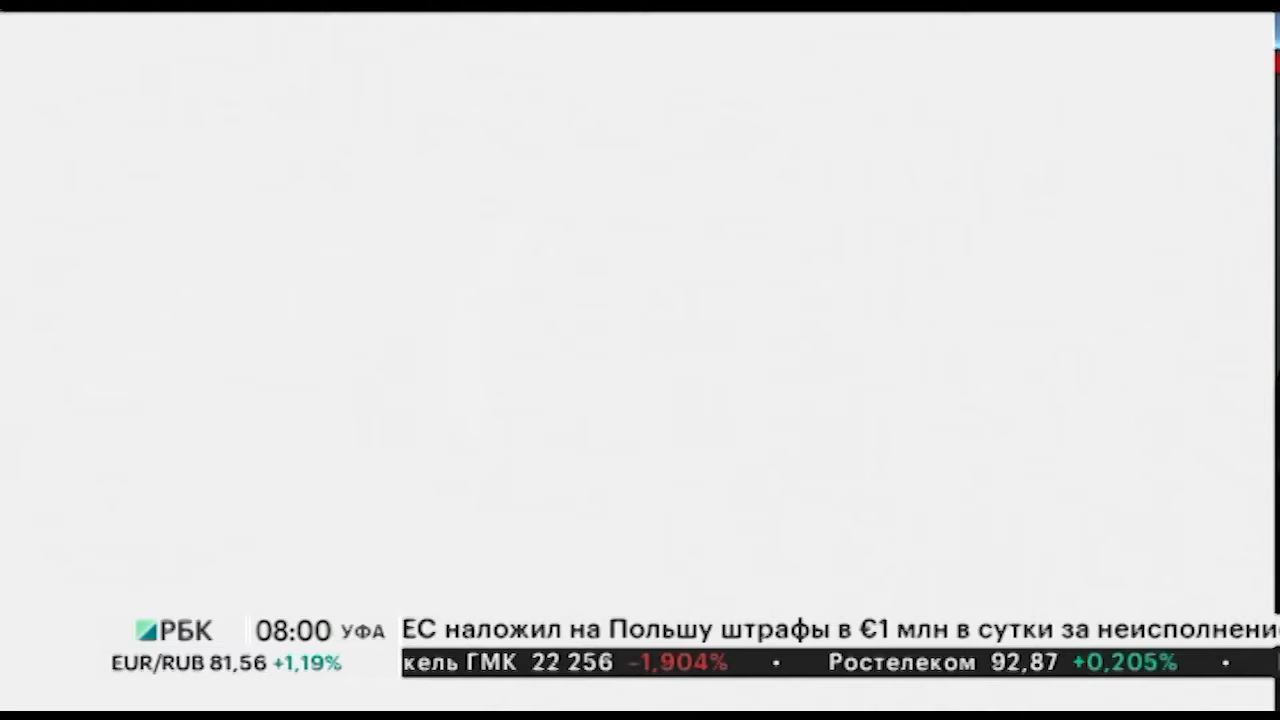 РБК 08:00 УФА ЕС наложил на Польшу штрафы в €1 млн в сутки за неисполнени
EUR/RUB 81,56 +1,19% кель ГМК 22 256 -1,904% • Ростелеком 92,87 +0,205% •